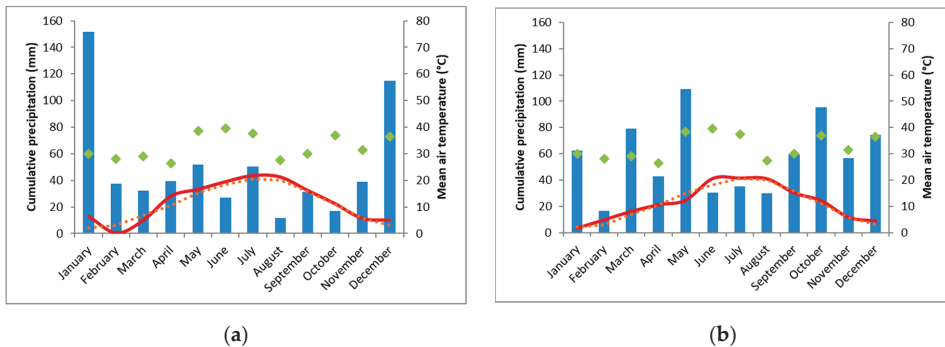 160
140
120
100
80
60
40
20
0
Cumulative precipitation (mm)
80
70
60
50
40
30
20
10
0
Mean air temperature (°C)
January
February
March
April
May
June
July
August
September
October
November
December
(a)
160
140
120
100
80
60
40
20
0
Cumulative precipitation (mm)
80
70
60
50
40
30
20
10
0
Mean air temperature (°C)
January
February
March
April
May
June
July
August
September
October
November
December
(b)